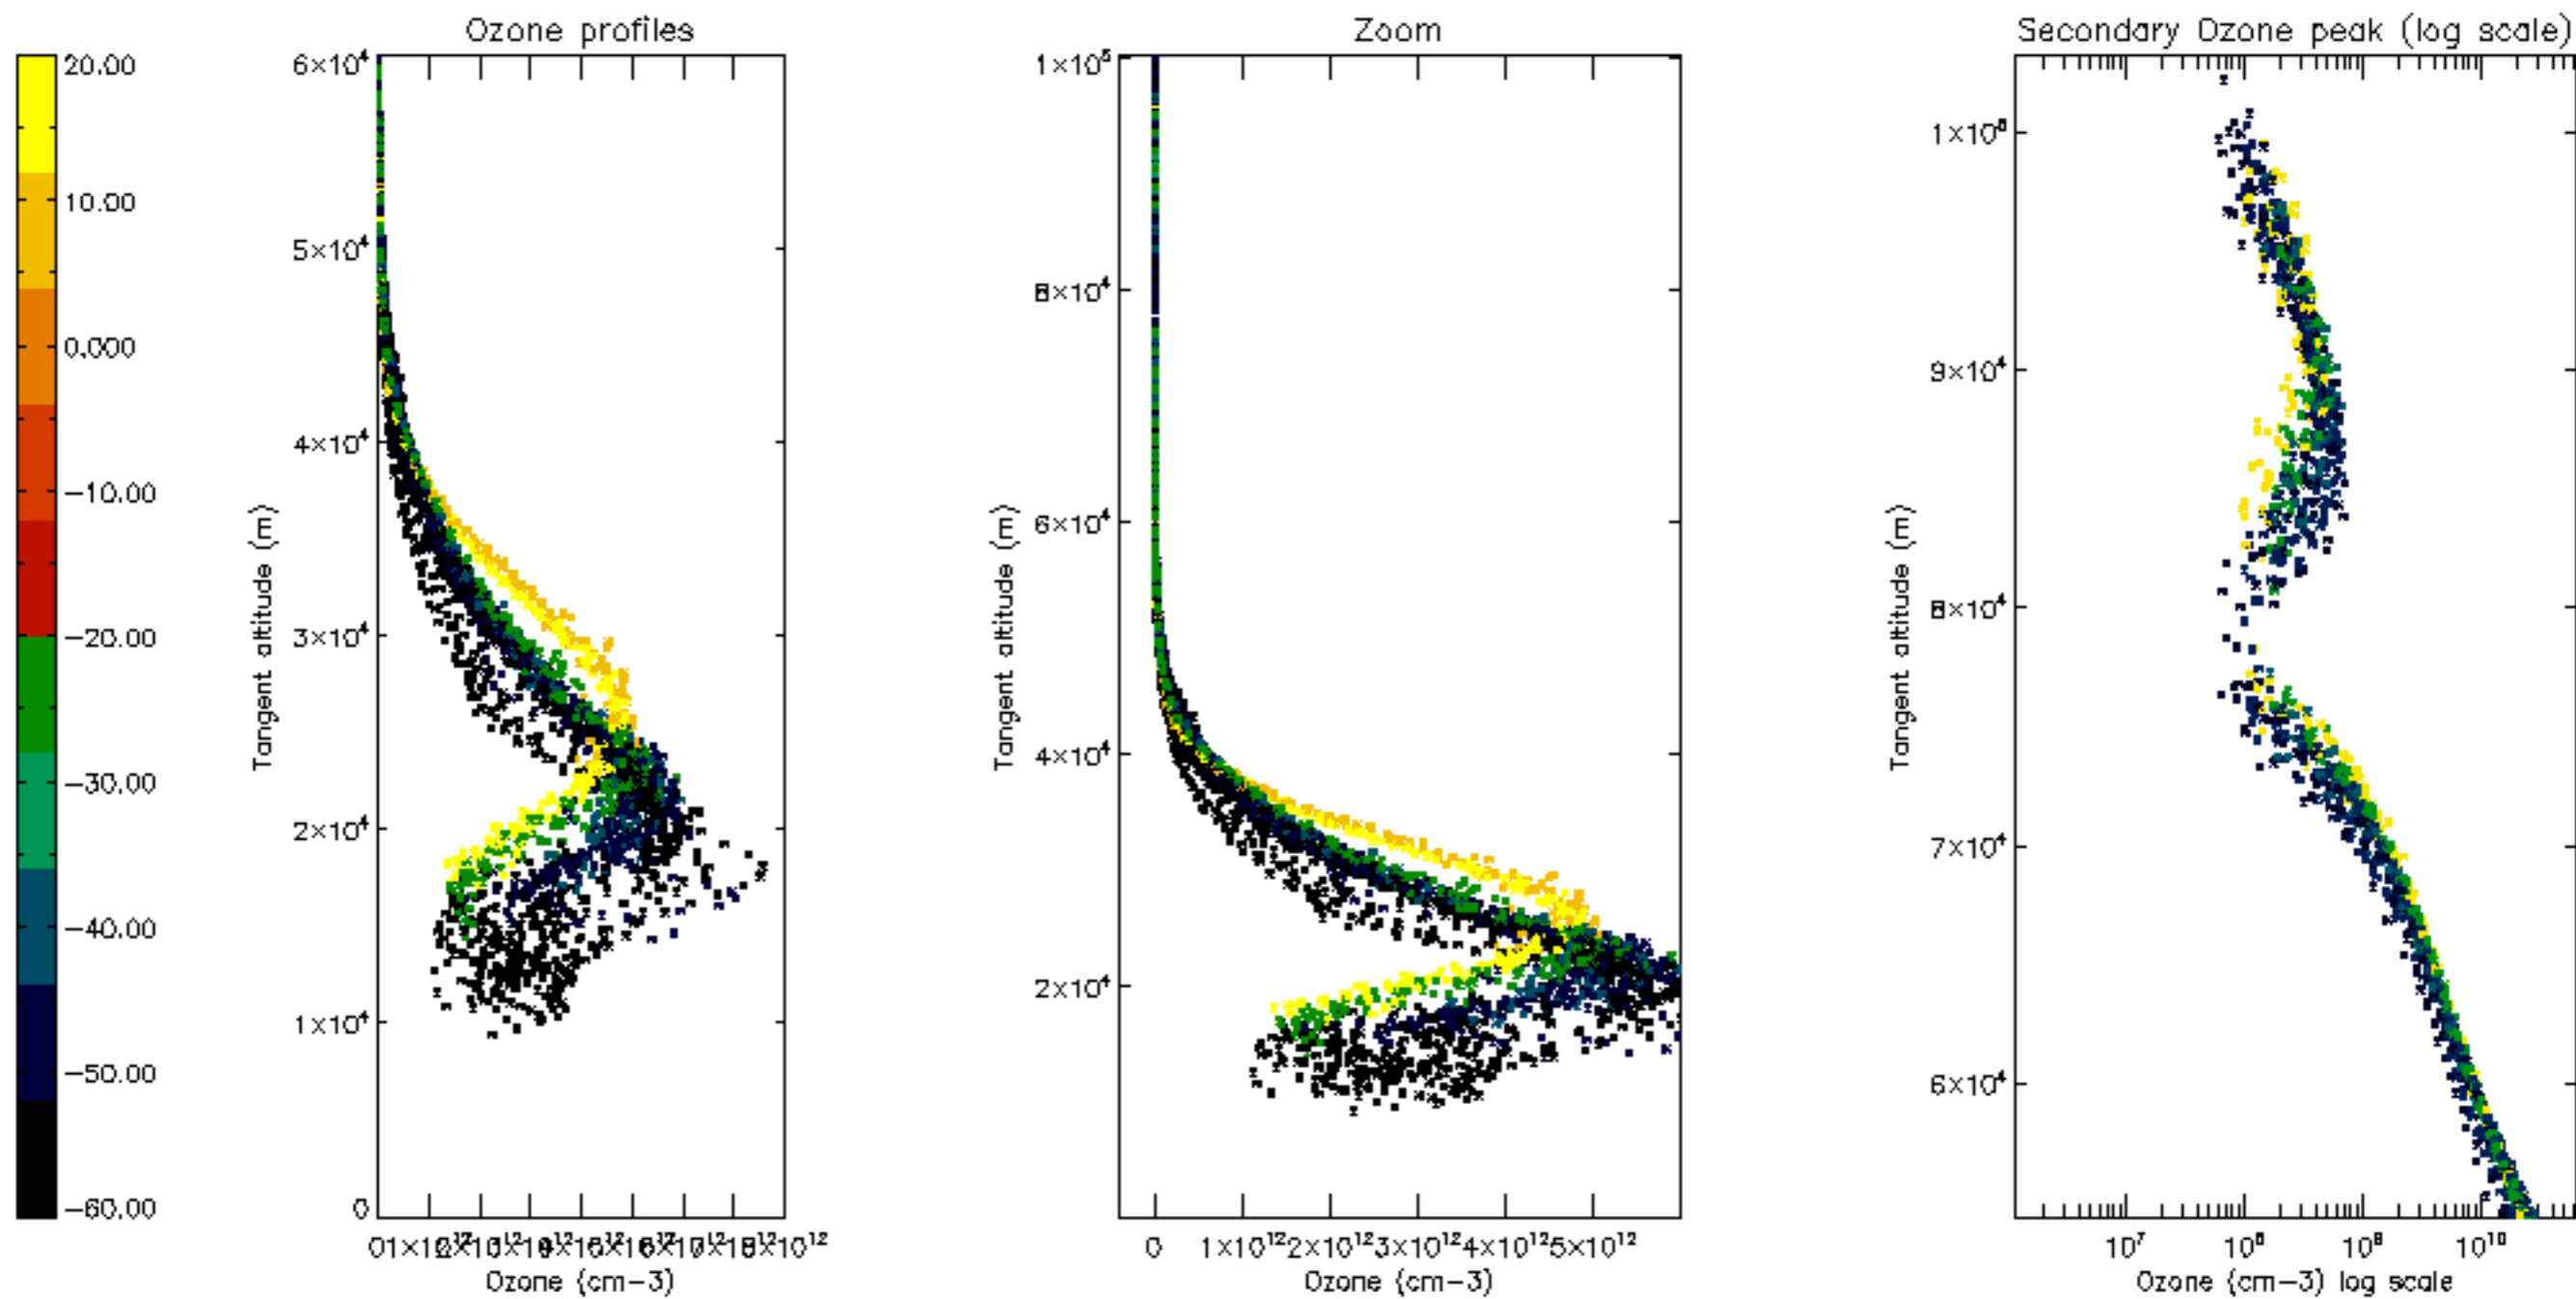 Ozone profiles
Zoom
Secondary Ozone peak (log scale)
20.00
10.00
0.000
−10.00
−20.00
−30.00
−40.00
−50.00
−60.00
6×10⁴
5×10⁴
4×10⁴
3×10⁴
2×10⁴
1×10⁴
0
Tangent altitude (m)
Ozone (cm−3)
1×10⁵
8×10⁴
6×10⁴
4×10⁴
2×10⁴
Tangent altitude (m)
0 1×10¹² 2×10¹² 3×10¹² 4×10¹² 5×10¹²
Ozone (cm−3)
9×10⁴
8×10⁴
7×10⁴
6×10⁴
Tangent altitude (m)
10⁷ 10⁸ 10⁹ 10¹⁰
Ozone (cm−3) log scale